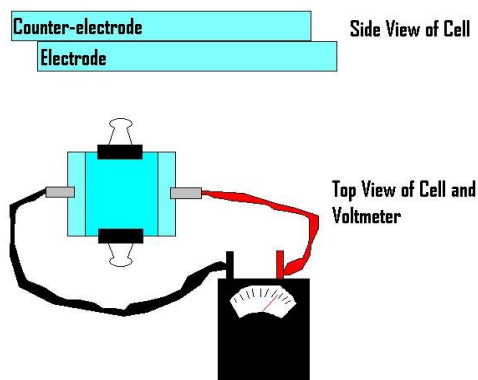 Counter-electrode
Side View of Cell
Electrode
Top View of Cell and
Voltmeter